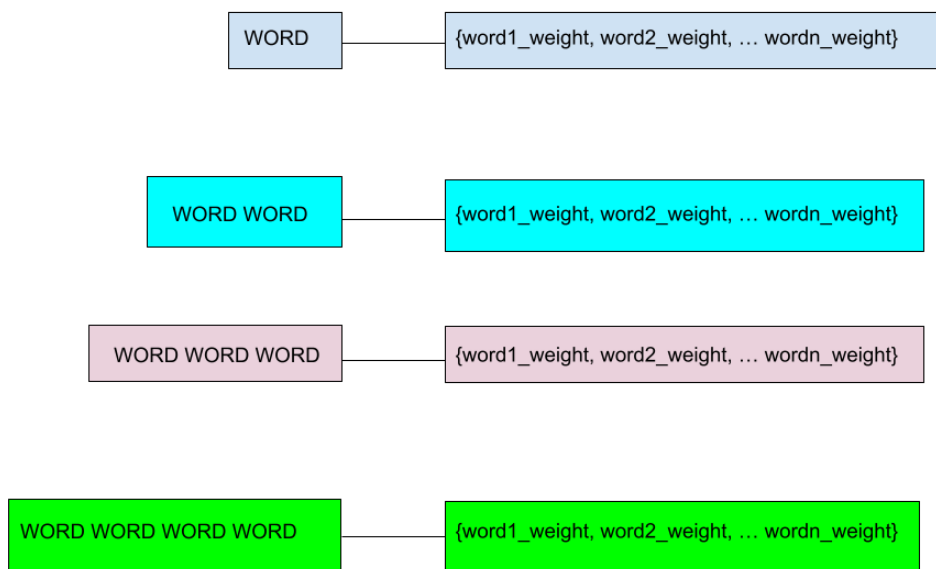 WORD {word1_weight, word2_weight, … wordn_weight}
WORD WORD {word1_weight, word2_weight, … wordn_weight}
WORD WORD WORD {word1_weight, word2_weight, … wordn_weight}
WORD WORD WORD WORD {word1_weight, word2_weight, … wordn_weight}